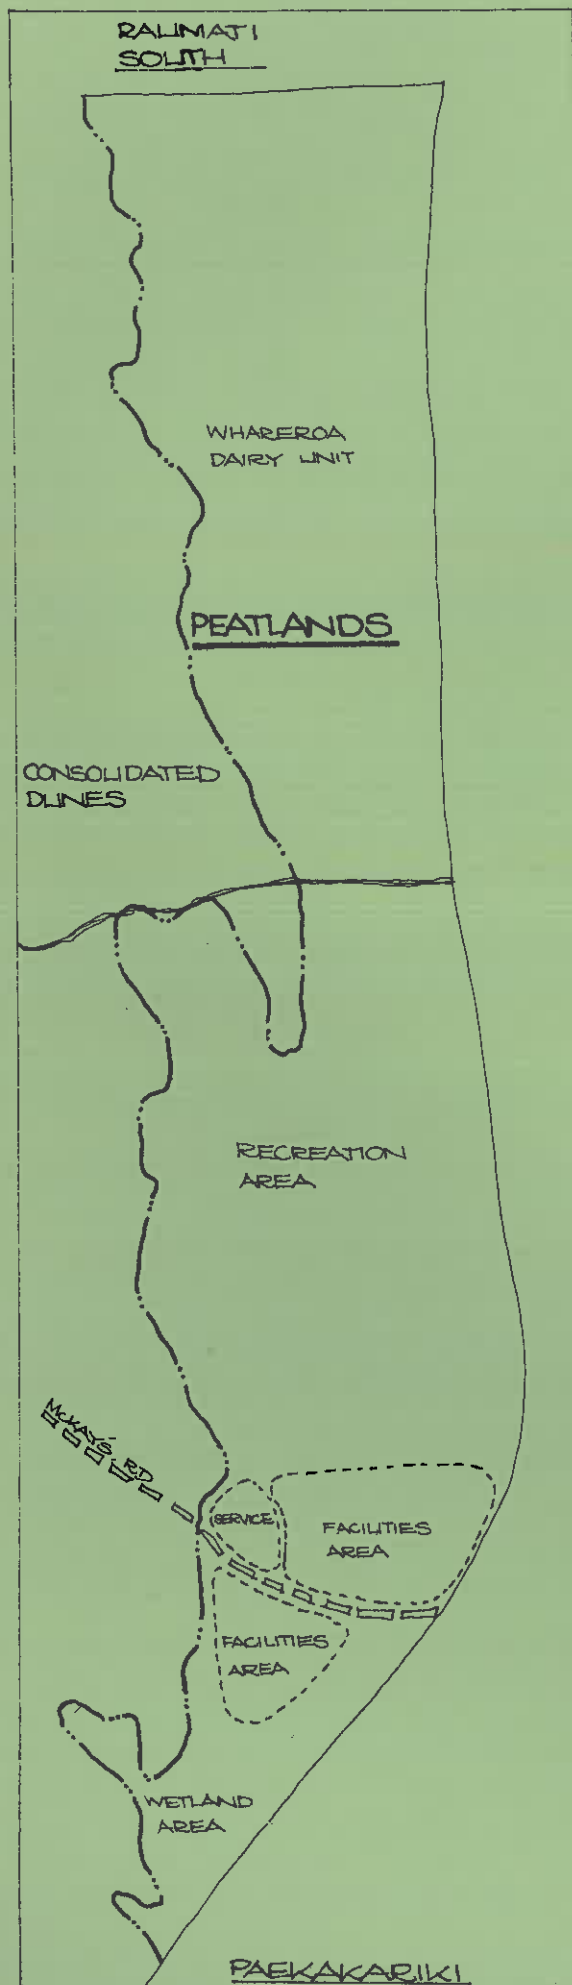 RAUMATI
SOUTH
WHAREROA
DAIRY UNIT
PEATLANDS
CONSOLIDATED
DUNES
RECREATION
AREA
McKAYS RD
SERVICE
FACILITIES
AREA
FACILITIES
AREA
WETLAND
AREA
PAEKAKARIKI